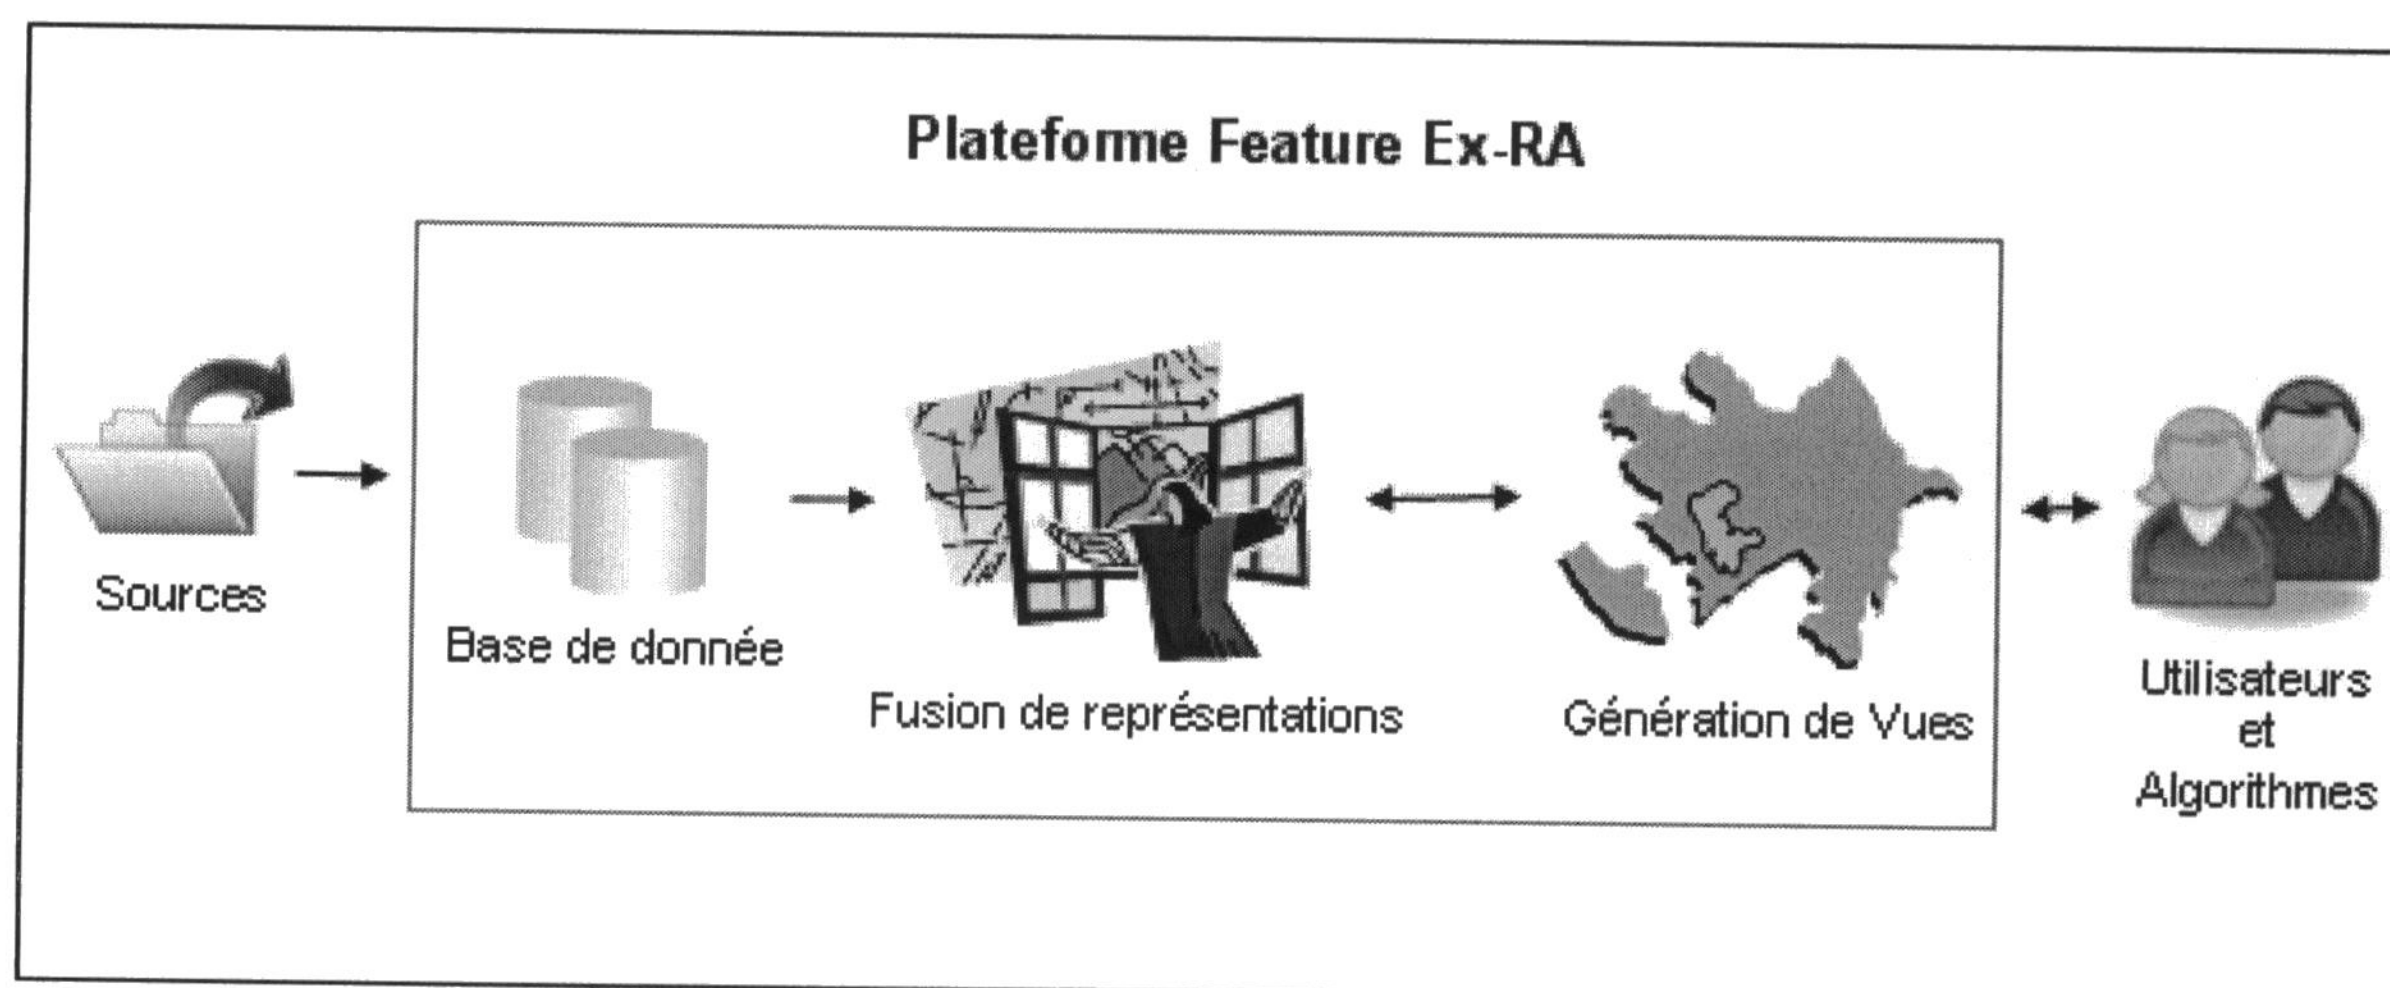 Plateforme Feature Ex-RA
Sources
Base de donnée
Fusion de représentations
Génération de Vues
Utilisateurs
et
Algorithmes